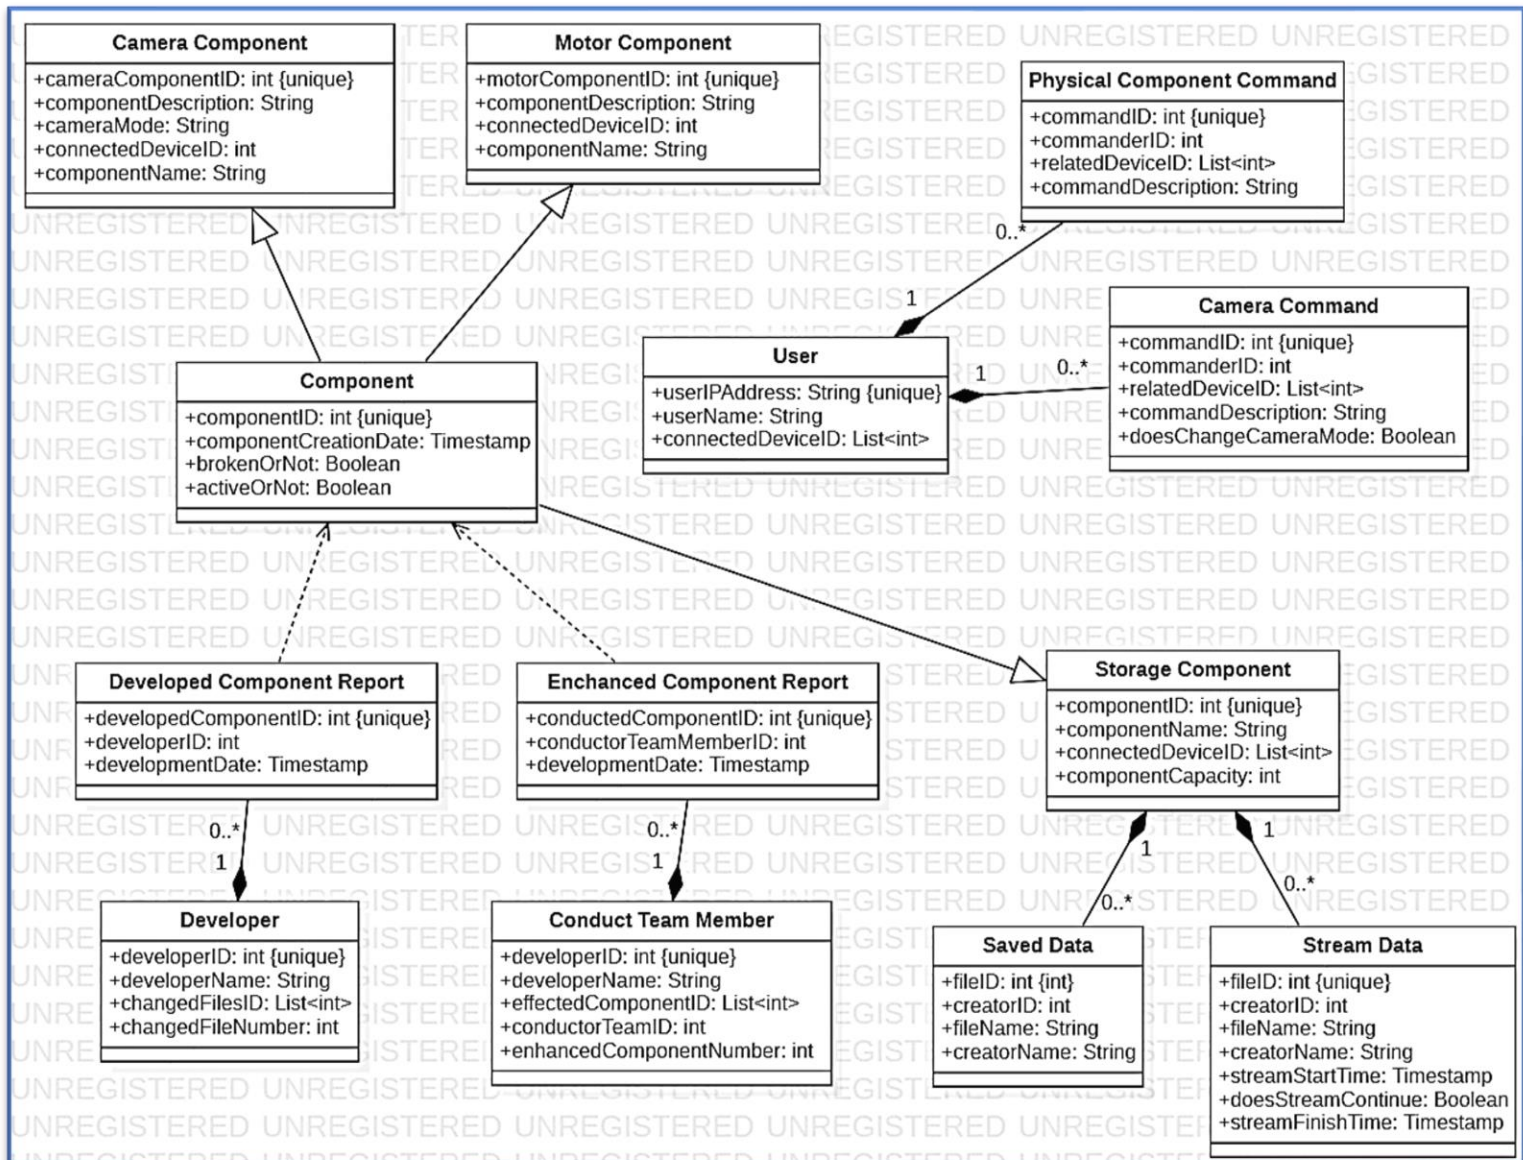 Camera Component
+cameraComponentID: int {unique}
+componentDescription: String
+cameraMode: String
+connectedDeviceID: int
+componentName: String
Motor Component
+motorComponentID: int {unique}
+componentDescription: String
+connectedDeviceID: int
+componentName: String
Physical Component Command
+commandID: int {unique}
+commanderID: int
+relatedDeviceID: List<int>
+commandDescription: String
0..*
1
Camera Command
+commandID: int {unique}
+commanderID: int
+relatedDeviceID: List<int>
+commandDescription: String
+doesChangeCameraMode: Boolean
User
+userIPAddress: String {unique}
+userName: String
+connectedDeviceID: List<int>
1
0..*
Component
+componentID: int {unique}
+componentCreationDate: Timestamp
+brokenOrNot: Boolean
+activeOrNot: Boolean
Developed Component Report
+developedComponentID: int {unique}
+developerID: int
+developmentDate: Timestamp
Enchanced Component Report
+conductedComponentID: int {unique}
+conductorTeamMemberID: int
+developmentDate: Timestamp
Storage Component
+componentID: int {unique}
+componentName: String
+connectedDeviceID: List<int>
+componentCapacity: int
0..*
1
0..*
1
1
0..*
1
0..*
Developer
+developerID: int {unique}
+developerName: String
+changedFilesID: List<int>
+changedFileNumber: int
Conduct Team Member
+developerID: int {unique}
+developerName: String
+effectedComponentID: List<int>
+conductorTeamID: int
+enhancedComponentNumber: int
Saved Data
+fileID: int {int}
+creatorID: int
+fileName: String
+creatorName: String
Stream Data
+fileID: int {unique}
+creatorID: int
+fileName: String
+creatorName: String
+streamStartTime: Timestamp
+doesStreamContinue: Boolean
+streamFinishTime: Timestamp
UNREGISTERED